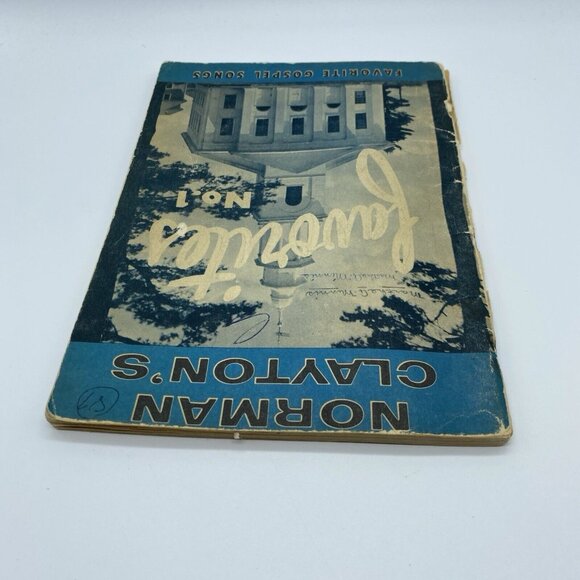 NORMAN
CLAYTON'S
Favorites
No.1
FAVORITE GOSPEL SONGS